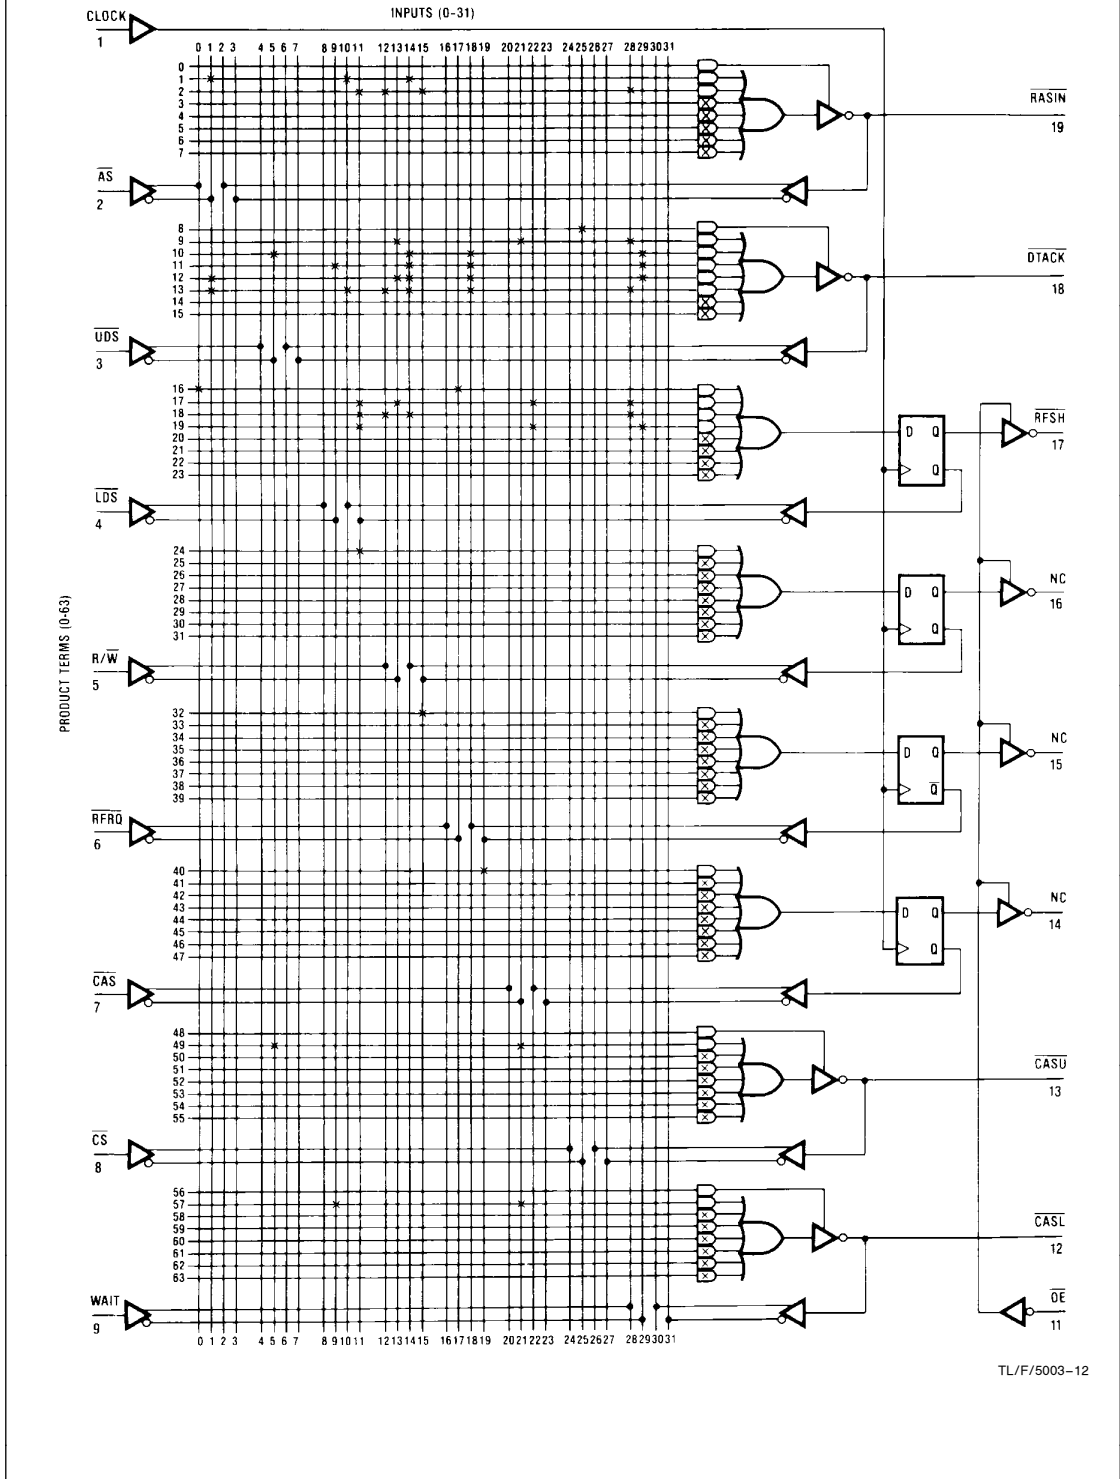 CLOCK
1
INPUTS (0-31)
0 1 2 3 4 5 6 7 8 9 10 11 12 13 14 15 16 17 18 19 20 21 22 23 24 25 26 27 28 29 30 31
0
1
2
3
4
5
6
7
RASIN
19
AS
2
8
9
10
11
12
13
14
15
DTACK
18
UDS
3
16
17
18
19
20
21
22
23
D Q
Q
RFSH
17
LDS
4
24
25
26
27
28
29
30
31
D Q
Q
NC
16
PRODUCT TERMS (0-63)
R/W
5
32
33
34
35
36
37
38
39
D Q
Q
NC
15
RFRQ
6
40
41
42
43
44
45
46
47
D Q
Q
NC
14
CAS
7
48
49
50
51
52
53
54
55
CASU
13
CS
8
56
57
58
59
60
61
62
63
CASL
12
WAIT
9
OE
11
0 1 2 3 4 5 6 7 8 9 10 11 12 13 14 15 16 17 18 19 20 21 22 23 24 25 26 27 28 29 30 31
TL/F/5003–12